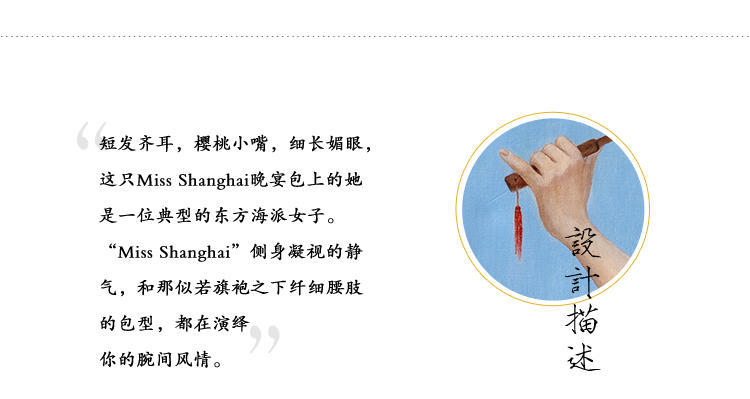 短发齐耳，樱桃小嘴，细长媚眼，
这只Miss Shanghai晚宴包上的她
是一位典型的东方海派女子。
“Miss Shanghai”侧身凝视的静
气，和那似若旗袍之下纤细腰肢
的包型，都在演绎
你的腕间风情。
設計描述